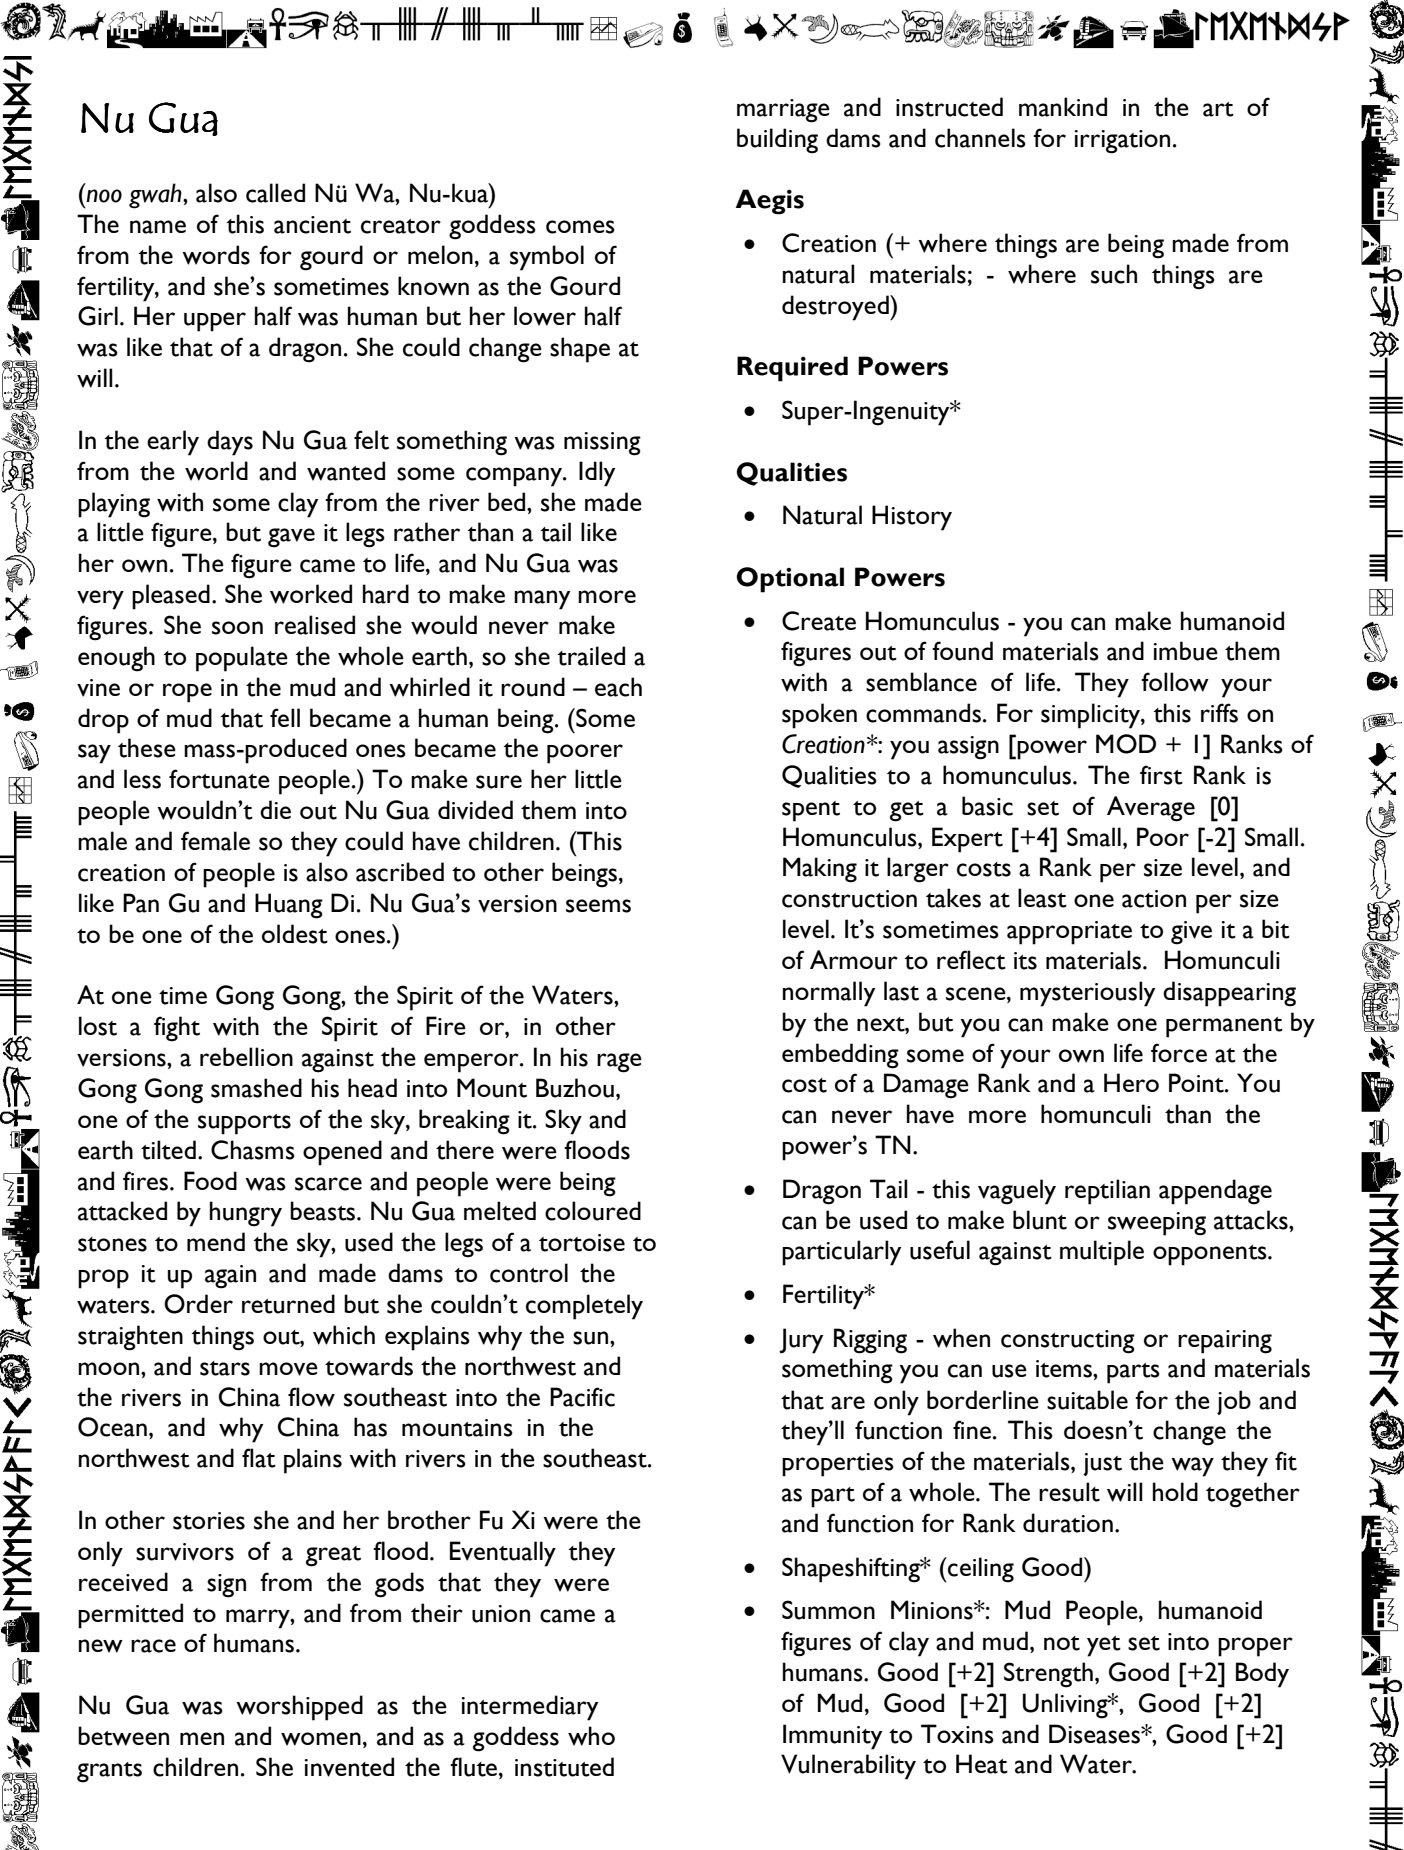 Nu Gua
(noo gwah, also called Nü Wa, Nu-kua)
The name of this ancient creator goddess comes
from the words for gourd or melon, a symbol of
fertility, and she’s sometimes known as the Gourd
Girl. Her upper half was human but her lower half
was like that of a dragon. She could change shape at
will.
In the early days Nu Gua felt something was missing
from the world and wanted some company. Idly
playing with some clay from the river bed, she made
a little figure, but gave it legs rather than a tail like
her own. The figure came to life, and Nu Gua was
very pleased. She worked hard to make many more
figures. She soon realised she would never make
enough to populate the whole earth, so she trailed a
vine or rope in the mud and whirled it round – each
drop of mud that fell became a human being. (Some
say these mass-produced ones became the poorer
and less fortunate people.) To make sure her little
people wouldn’t die out Nu Gua divided them into
male and female so they could have children. (This
creation of people is also ascribed to other beings,
like Pan Gu and Huang Di. Nu Gua’s version seems
to be one of the oldest ones.)
At one time Gong Gong, the Spirit of the Waters,
lost a fight with the Spirit of Fire or, in other
versions, a rebellion against the emperor. In his rage
Gong Gong smashed his head into Mount Buzhou,
one of the supports of the sky, breaking it. Sky and
earth tilted. Chasms opened and there were floods
and fires. Food was scarce and people were being
attacked by hungry beasts. Nu Gua melted coloured
stones to mend the sky, used the legs of a tortoise to
prop it up again and made dams to control the
waters. Order returned but she couldn’t completely
straighten things out, which explains why the sun,
moon, and stars move towards the northwest and
the rivers in China flow southeast into the Pacific
Ocean, and why China has mountains in the
northwest and flat plains with rivers in the southeast.
In other stories she and her brother Fu Xi were the
only survivors of a great flood. Eventually they
received a sign from the gods that they were
permitted to marry, and from their union came a
new race of humans.
Nu Gua was worshipped as the intermediary
between men and women, and as a goddess who
grants children. She invented the flute, instituted
marriage and instructed mankind in the art of
building dams and channels for irrigation.
Aegis
• Creation (+ where things are being made from
natural materials; - where such things are
destroyed)
Required Powers
• Super-Ingenuity*
Qualities
• Natural History
Optional Powers
• Create Homunculus - you can make humanoid
figures out of found materials and imbue them
with a semblance of life. They follow your
spoken commands. For simplicity, this riffs on
Creation*: you assign [power MOD + 1] Ranks of
Qualities to a homunculus. The first Rank is
spent to get a basic set of Average [0]
Homunculus, Expert [+4] Small, Poor [-2] Small.
Making it larger costs a Rank per size level, and
construction takes at least one action per size
level. It’s sometimes appropriate to give it a bit
of Armour to reflect its materials. Homunculi
normally last a scene, mysteriously disappearing
by the next, but you can make one permanent by
embedding some of your own life force at the
cost of a Damage Rank and a Hero Point. You
can never have more homunculi than the
power’s TN.
• Dragon Tail - this vaguely reptilian appendage
can be used to make blunt or sweeping attacks,
particularly useful against multiple opponents.
• Fertility*
• Jury Rigging - when constructing or repairing
something you can use items, parts and materials
that are only borderline suitable for the job and
they’ll function fine. This doesn’t change the
properties of the materials, just the way they fit
as part of a whole. The result will hold together
and function for Rank duration.
• Shapeshifting* (ceiling Good)
• Summon Minions*: Mud People, humanoid
figures of clay and mud, not yet set into proper
humans. Good [+2] Strength, Good [+2] Body
of Mud, Good [+2] Unliving*, Good [+2]
Immunity to Toxins and Diseases*, Good [+2]
Vulnerability to Heat and Water.